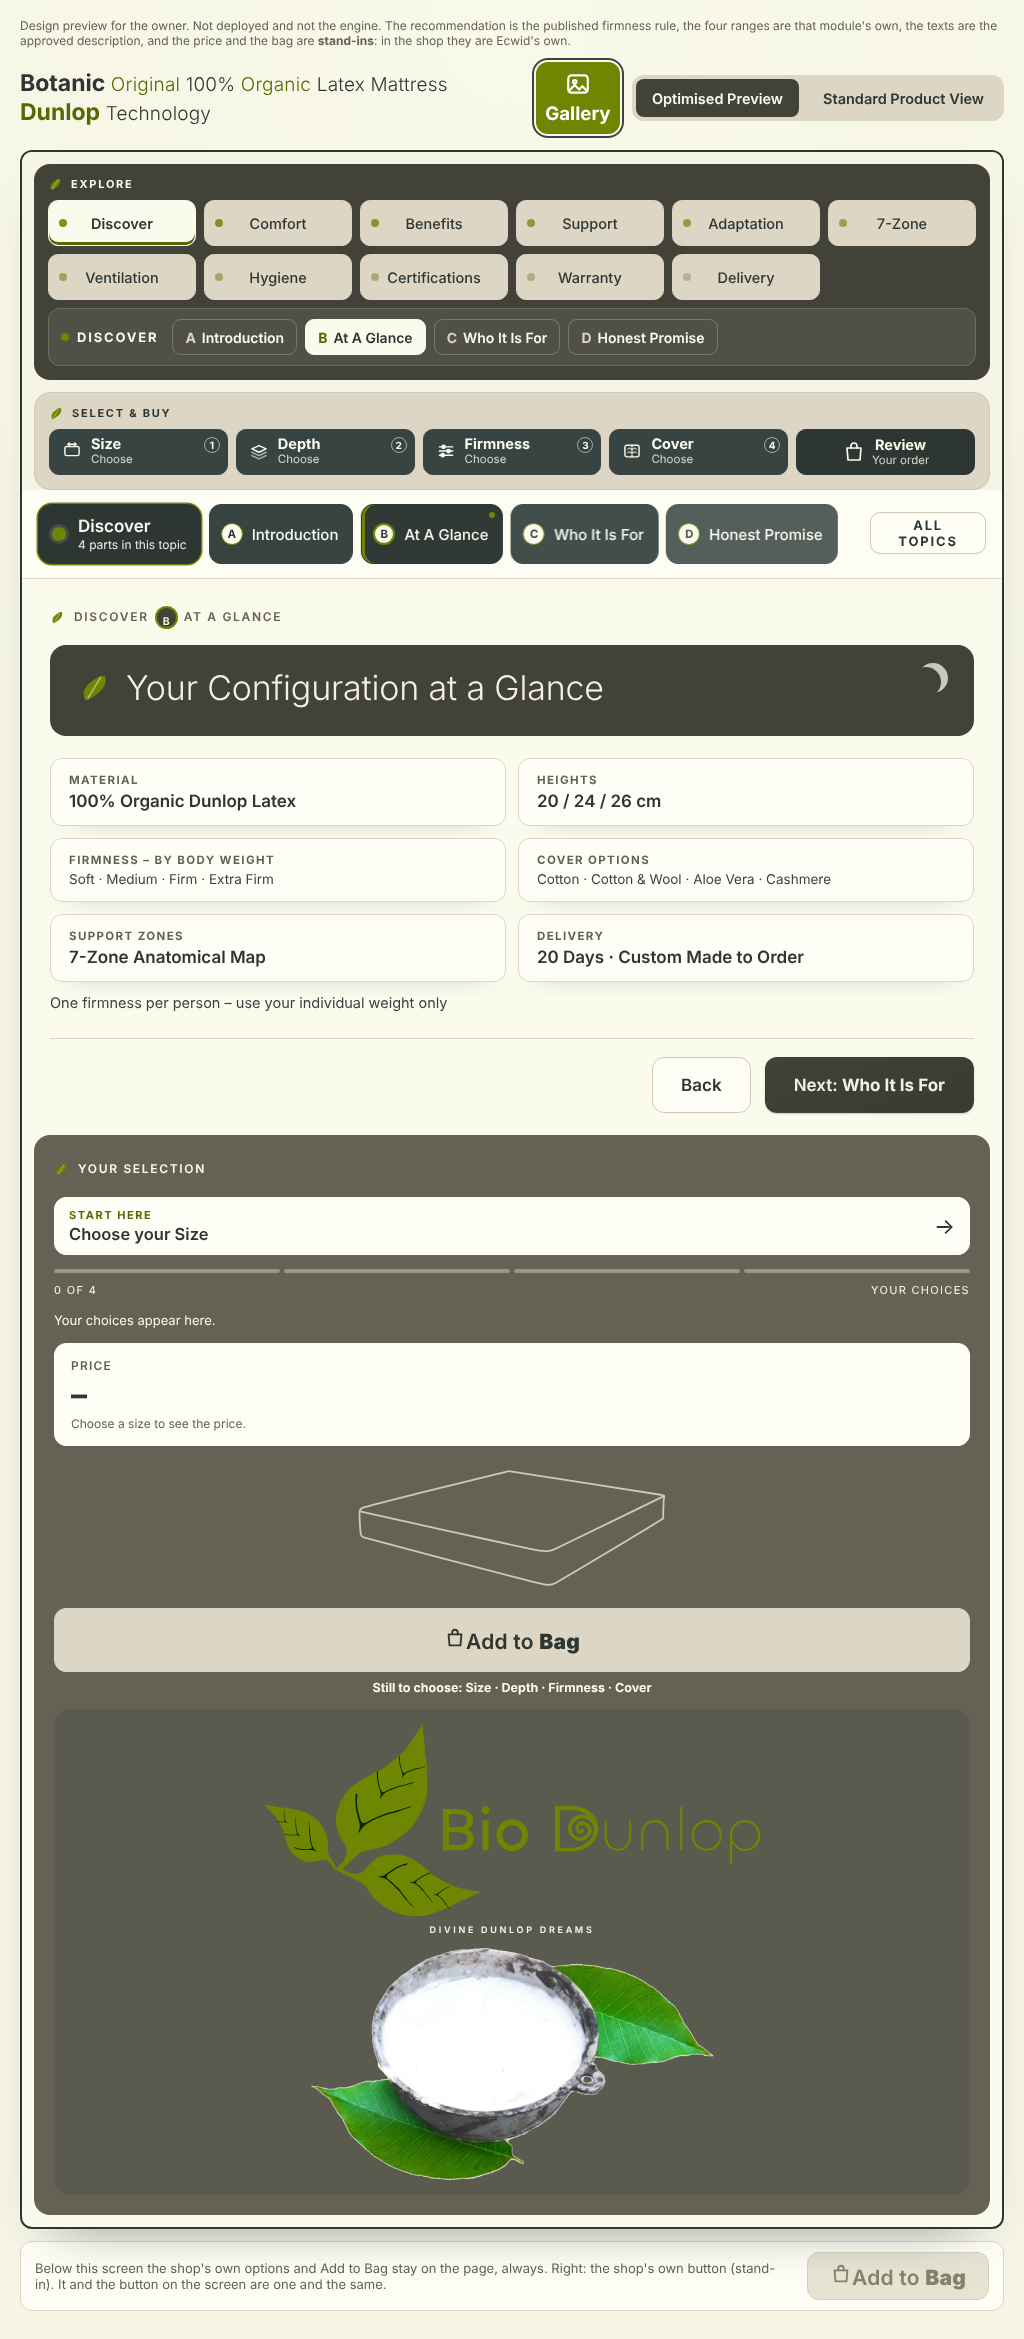 Design preview for the owner. Not deployed and not the engine. The recommendation is the published firmness rule, the four ranges are that module's own, the texts are the
approved description, and the price and the bag are stand-ins: in the shop they are Ecwid's own.
Botanic Original 100% Organic Latex Mattress
Dunlop Technology
Gallery
Optimised Preview
Standard Product View
EXPLORE
Discover
Comfort
Benefits
Support
Adaptation
7-Zone
Ventilation
Hygiene
Certifications
Warranty
Delivery
DISCOVER
A Introduction
B At A Glance
C Who It Is For
D Honest Promise
SELECT & BUY
Size
Choose
1
Depth
Choose
2
Firmness
Choose
3
Cover
Choose
4
Review
Your order
Discover
4 parts in this topic
A Introduction
B At A Glance
C Who It Is For
D Honest Promise
ALL
TOPICS
DISCOVER B AT A GLANCE
Your Configuration at a Glance
MATERIAL
100% Organic Dunlop Latex
HEIGHTS
20 / 24 / 26 cm
FIRMNESS – BY BODY WEIGHT
Soft · Medium · Firm · Extra Firm
COVER OPTIONS
Cotton · Cotton & Wool · Aloe Vera · Cashmere
SUPPORT ZONES
7-Zone Anatomical Map
DELIVERY
20 Days · Custom Made to Order
One firmness per person – use your individual weight only
Back
Next: Who It Is For
YOUR SELECTION
START HERE
Choose your Size
0 OF 4
YOUR CHOICES
Your choices appear here.
PRICE
–
Choose a size to see the price.
Add to Bag
Still to choose: Size · Depth · Firmness · Cover
Bio Dunlop
DIVINE DUNLOP DREAMS
Below this screen the shop's own options and Add to Bag stay on the page, always. Right: the shop's own button (stand-
in). It and the button on the screen are one and the same.
Add to Bag